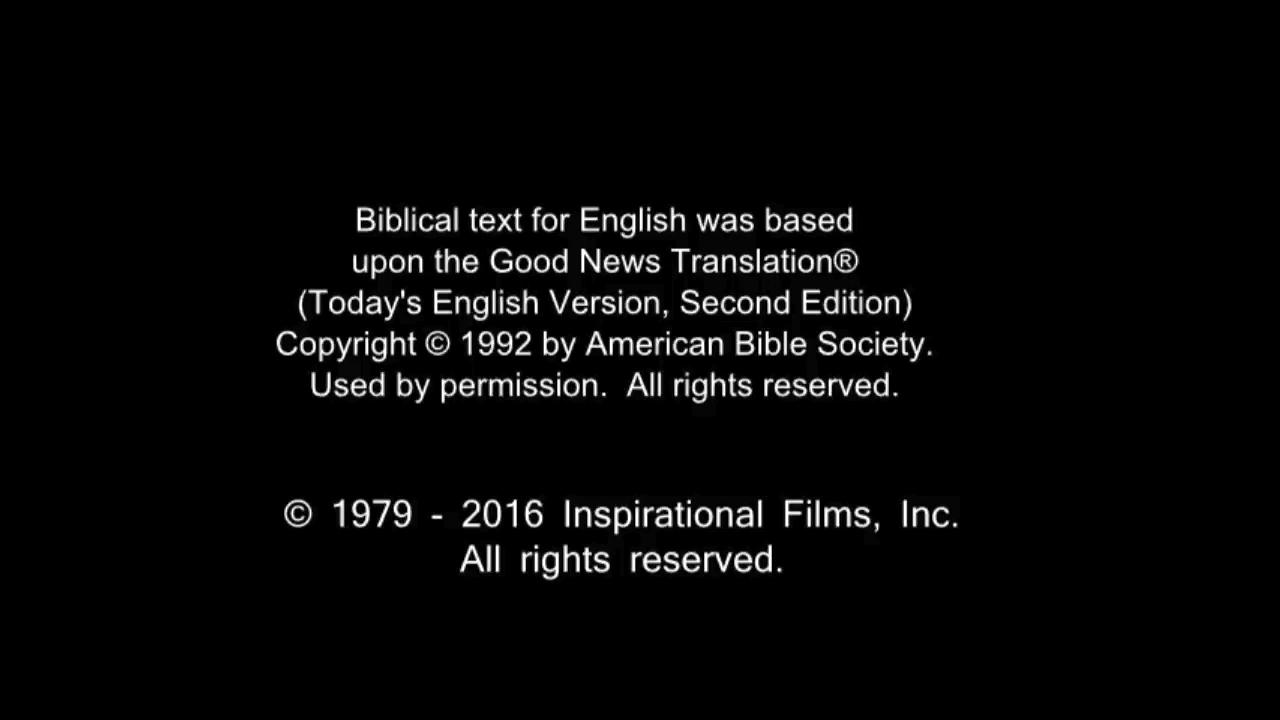 Biblical text for English was based
upon the Good News Translation®
(Today's English Version, Second Edition)
Copyright © 1992 by American Bible Society.
Used by permission.  All rights reserved.
© 1979 - 2016 Inspirational Films, Inc.
All rights reserved.